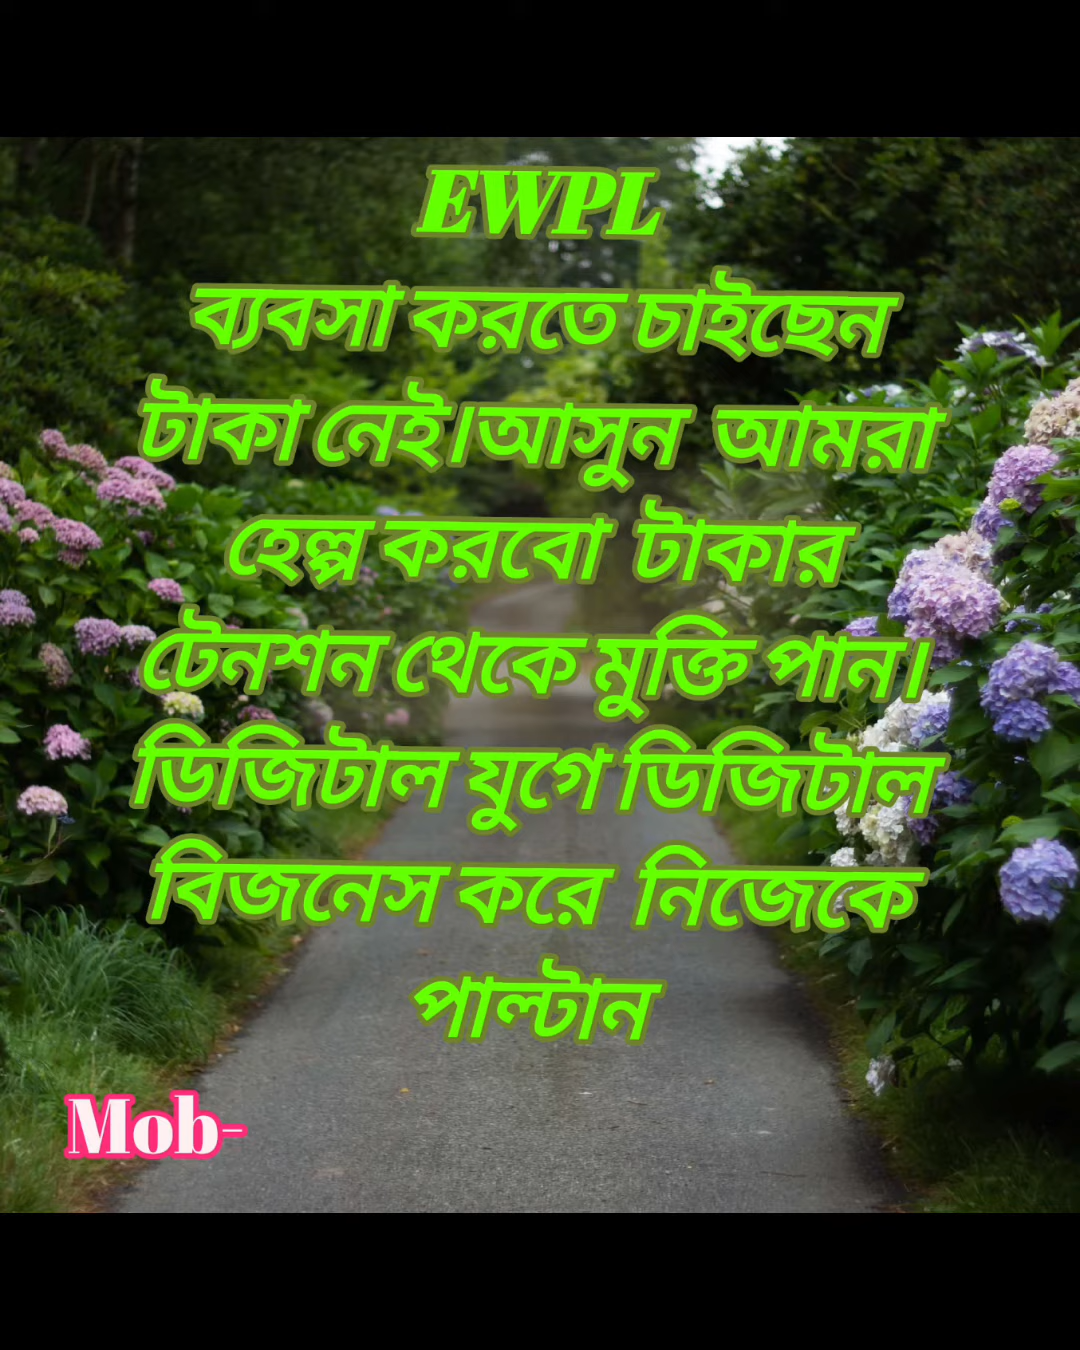 EWPL
ব্যবসা করতে চাইছেন
টাকা নেই।আসুন আমরা
হেল্প করবো টাকার
টেনশন থেকে মুক্তি পান।
ডিজিটাল যুগে ডিজিটাল
বিজনেস করে নিজেকে
পাল্টান
Mob-